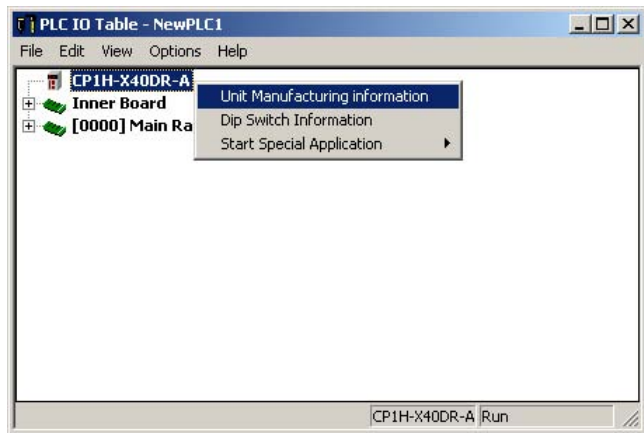 PLC IO Table - NewPLC1
File Edit View Options Help
CP1H-X40DR-A
Inner Board
[0000] Main Ra
Unit Manufacturing information
Dip Switch Information
Start Special Application
CP1H-X40DR-A Run